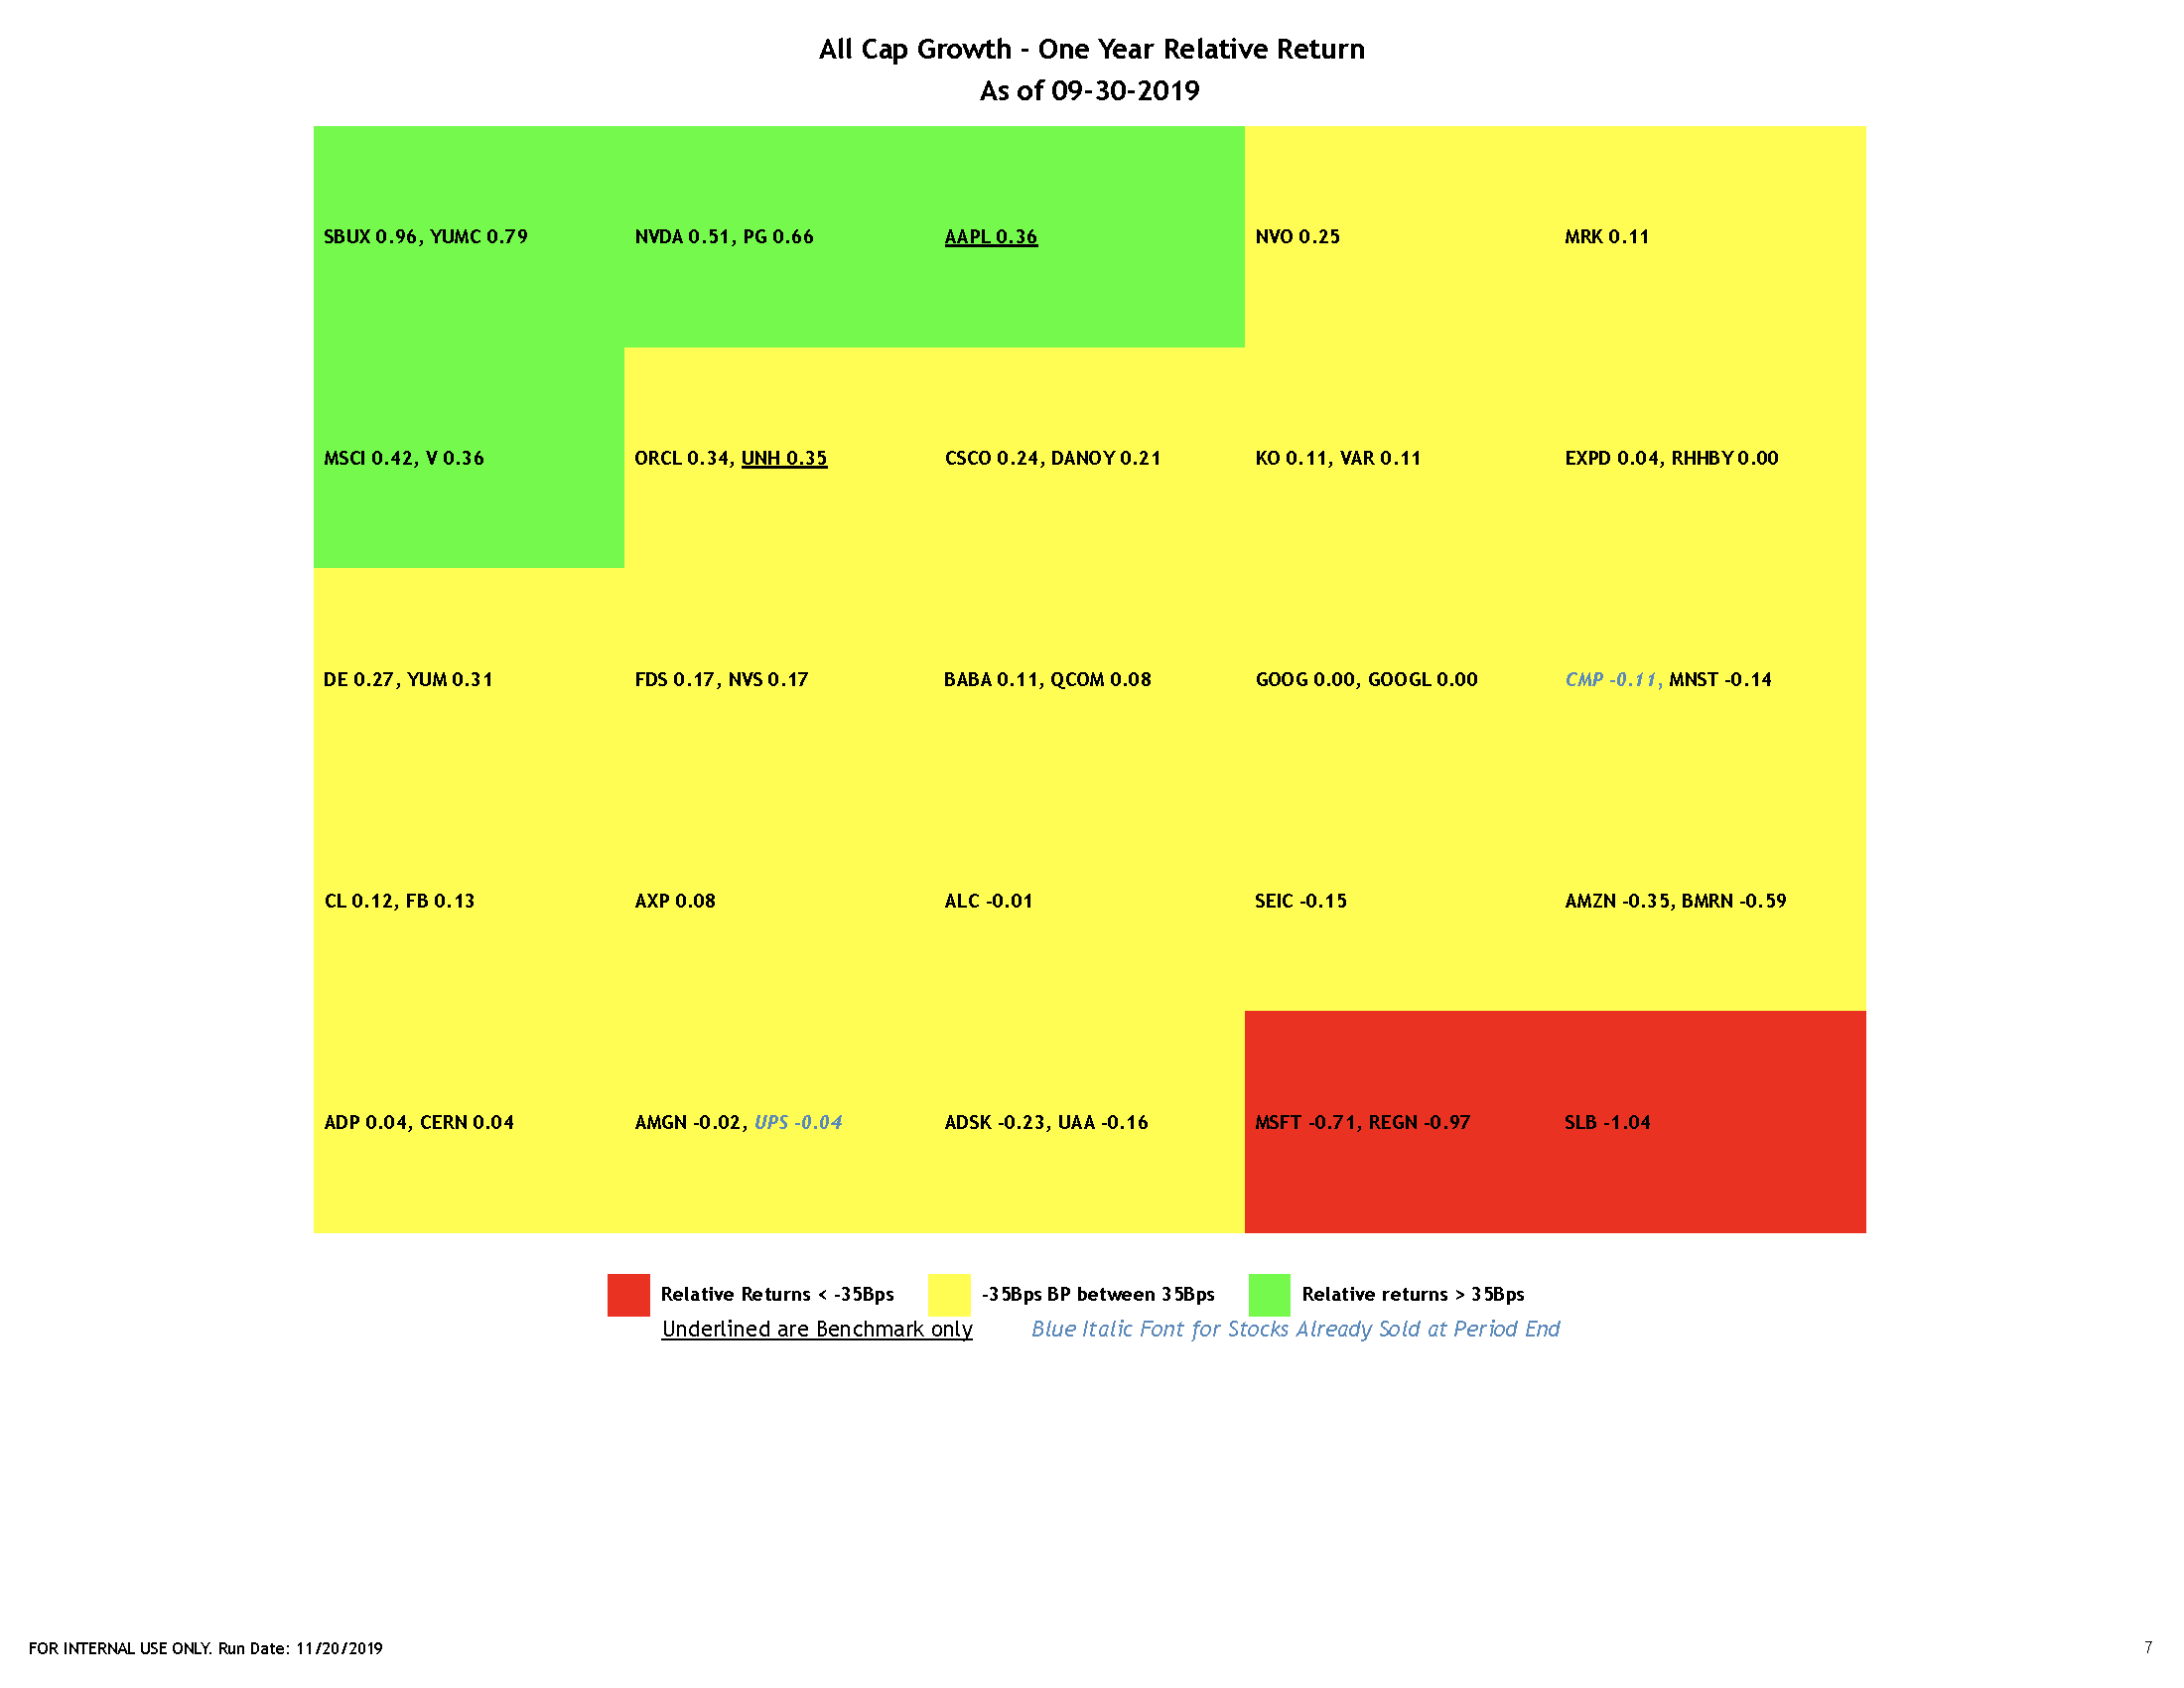 All Cap Growth - One Year Relative Return
As of 09-30-2019
SBUX 0.96, YUMC 0.79 NVDA 0.51, PG 0.66 AAPL 0.36 NVO 0.25 MRK 0.11
MSCI 0.42, V 0.36 ORCL 0.34, UNH 0.35 CSCO 0.24, DANOY 0.21 KO 0.11, VAR 0.11 EXPD 0.04, RHHBY 0.00
DE 0.27, YUM 0.31 FDS 0.17, NVS 0.17 BABA 0.11, QCOM 0.08 GOOG 0.00, GOOGL 0.00 CMP -0.11, MNST -0.14
CL 0.12, FB 0.13 AXP 0.08 ALC -0.01 SEIC -0.15 AMZN -0.35, BMRN -0.59
ADP 0.04, CERN 0.04 AMGN -0.02, UPS -0.04 ADSK -0.23, UAA -0.16 MSFT -0.71, REGN -0.97 SLB -1.04
Relative Returns < -35Bps -35Bps BP between 35Bps Relative returns > 35Bps
Underlined are Benchmark only Blue Italic Font for Stocks Already Sold at Period End
FOR INTERNAL USE ONLY. Run Date: 11/20/2019 7